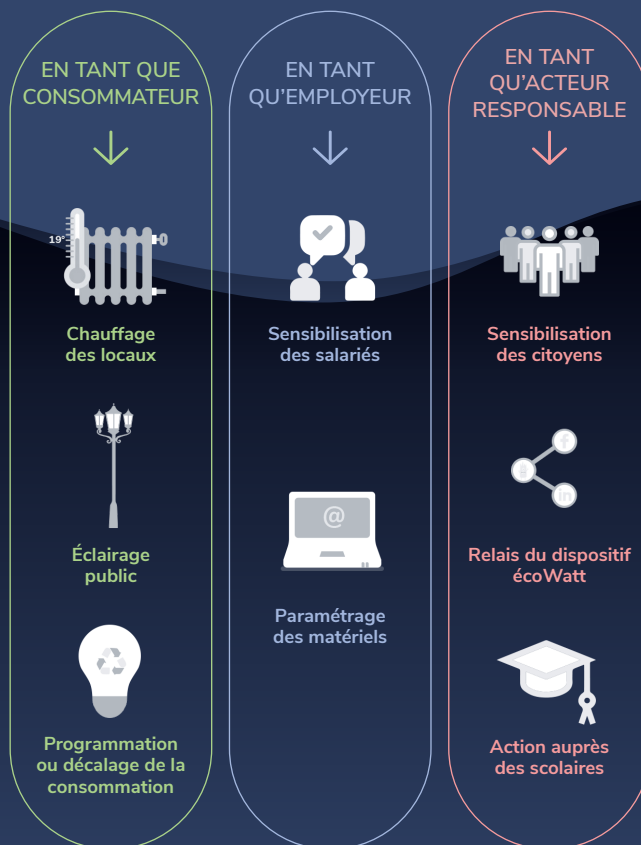 EN TANT QUE
CONSOMMATEUR
19°
Chauffage
des locaux
Éclairage
public
Programmation
ou décalage de la
consommation
EN TANT
QU'EMPLOYEUR
Sensibilisation
des salariés
@
Paramétrage
des matériels
EN TANT
QU'ACTEUR
RESPONSABLE
Sensibilisation
des citoyens
f
in
Relais du dispositif
écoWatt
Action auprès
des scolaires